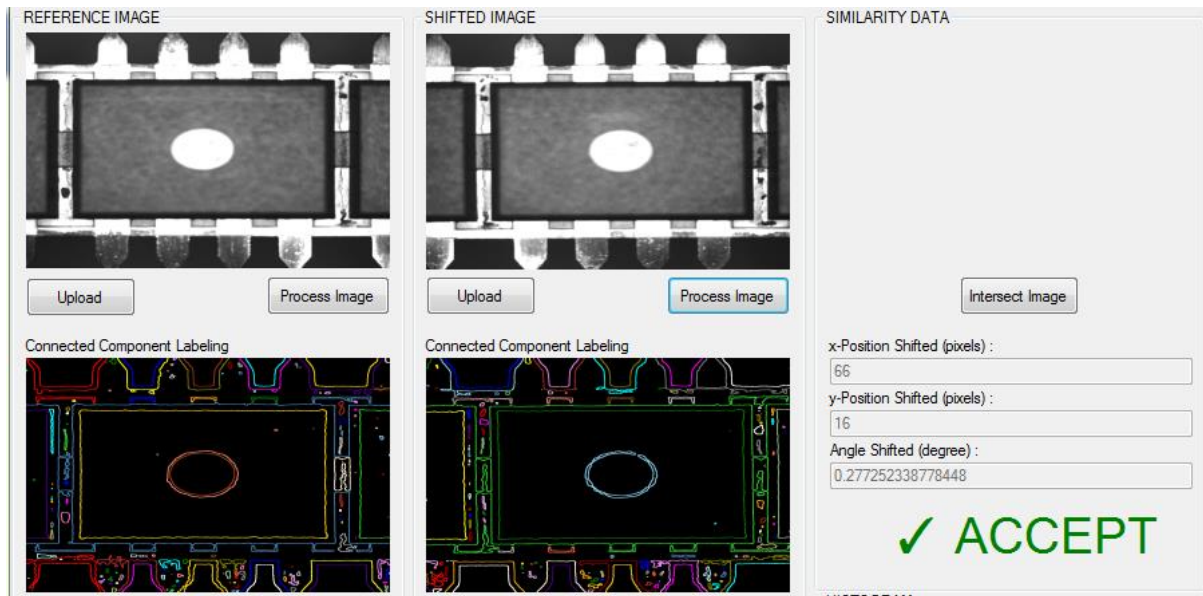 REFERENCE IMAGE
Upload
Process Image
Connected Component Labeling
SHIFTED IMAGE
Upload
Process Image
Connected Component Labeling
SIMILARITY DATA
Intersect Image
x-Position Shifted (pixels) :
66
y-Position Shifted (pixels) :
16
Angle Shifted (degree) :
0.277252338778448
✓ ACCEPT